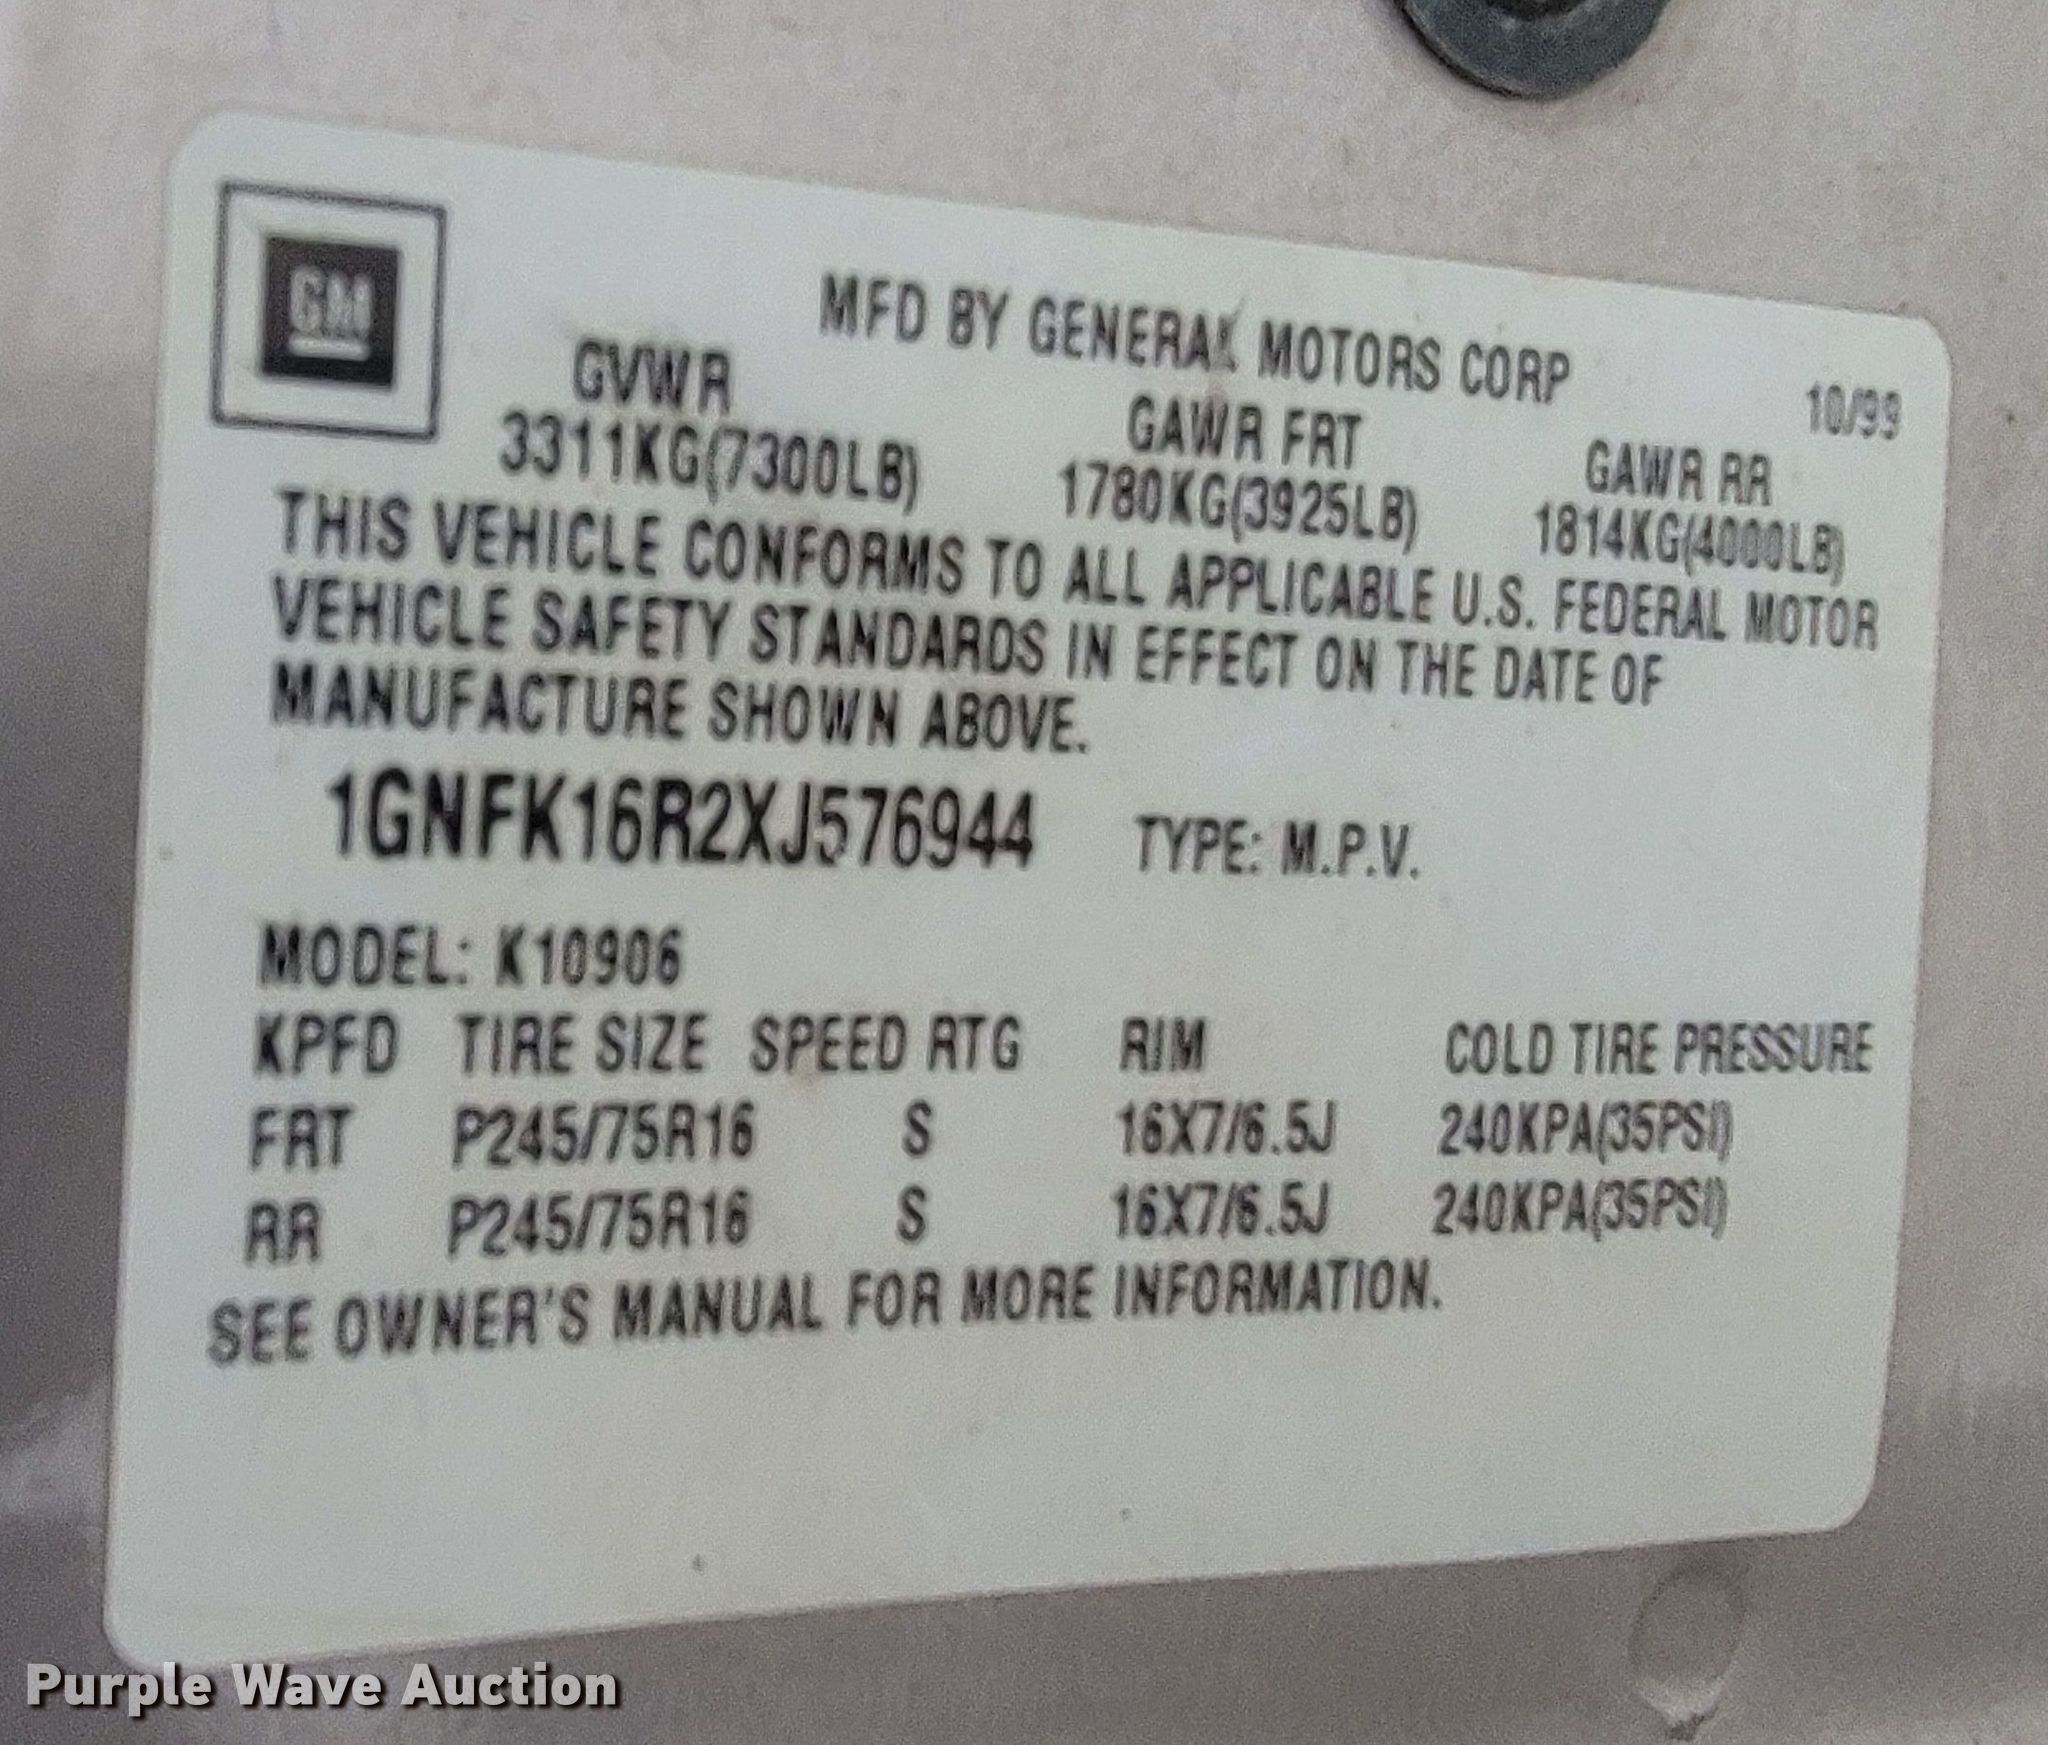 GM
MFD BY GENERAL MOTORS CORP 10/99
GVWR GAWR FRT GAWR RR
3311KG(7300LB) 1780KG(3925LB) 1814KG(4000LB)
THIS VEHICLE CONFORMS TO ALL APPLICABLE U.S. FEDERAL MOTOR
VEHICLE SAFETY STANDARDS IN EFFECT ON THE DATE OF
MANUFACTURE SHOWN ABOVE.
1GNFK16R2XJ576944 TYPE: M.P.V.
MODEL: K10906
KPFD TIRE SIZE SPEED RTG RIM COLD TIRE PRESSURE
FRT P245/75R16 S 16X7/6.5J 240KPA(35PSI)
RR P245/75R16 S 16X7/6.5J 240KPA(35PSI)
SEE OWNER'S MANUAL FOR MORE INFORMATION.
Purple Wave Auction